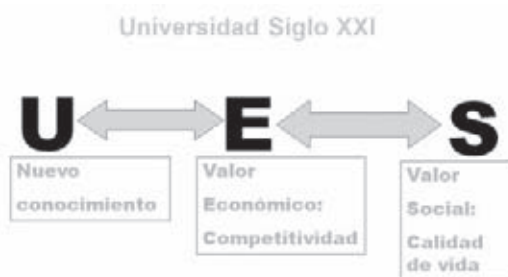 Universidad Siglo XXI
U E S
Nuevo
conocimiento
Valor
Económico:
Competitividad
Valor
Social:
Calidad
de vida